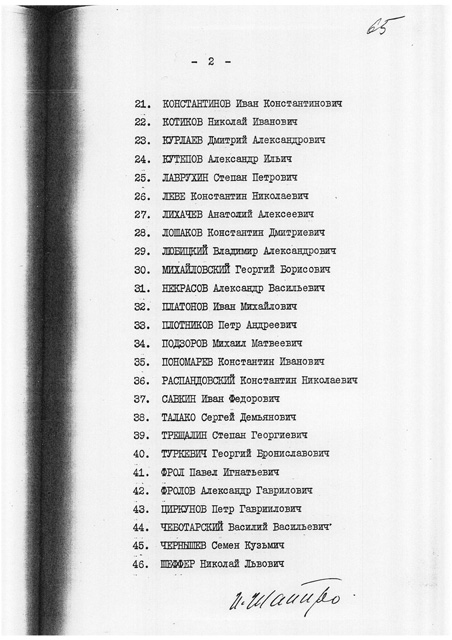 65
- 2 -
21. КОНСТАНТИНОВ Иван Константинович
22. КОТИКОВ Николай Иванович
23. КУРЛАЕВ Дмитрий Александрович
24. КУТЕПОВ Александр Ильич
25. ЛАВРУХИН Степан Петрович
26. ЛЕВЕ Константин Николаевич
27. ЛИХАЧЕВ Анатолий Алексеевич
28. ЛОШАКОВ Константин Дмитриевич
29. ЛЮБИЦКИЙ Владимир Александрович
30. МИХАЙЛОВСКИЙ Георгий Борисович
31. НЕКРАСОВ Александр Васильевич
32. ПЛАТОНОВ Иван Михайлович
33. ПЛОТНИКОВ Петр Андреевич
34. ПОДЗОРОВ Михаил Матвеевич
35. ПОНОМАРЕВ Константин Иванович
36. РАСПАНДОВСКИЙ Константин Николаевич
37. САВКИН Иван Федорович
38. ТАЛАКО Сергей Демьянович
39. ТРЕЩАЛИН Степан Георгиевич
40. ТУРКЕВИЧ Георгий Брониславович
41. ФРОЛ Павел Игнатьевич
42. ФРОЛОВ Александр Гаврилович
43. ЦИРКУНОВ Петр Гавриилович
44. ЧЕБОТАРСКИЙ Василий Васильевич
45. ЧЕРНЫШЕВ Семен Кузьмич
46. ШЕФФЕР Николай Львович
И. Шапиро.